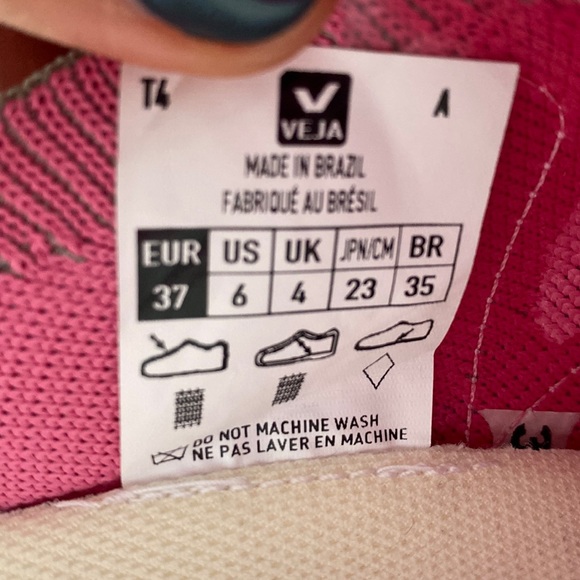 T4 VEJA A
MADE IN BRAZIL
FABRIQUÉ AU BRÉSIL
EUR US UK JPN/CM BR
37 6 4 23 35
DO NOT MACHINE WASH
NE PAS LAVER EN MACHINE